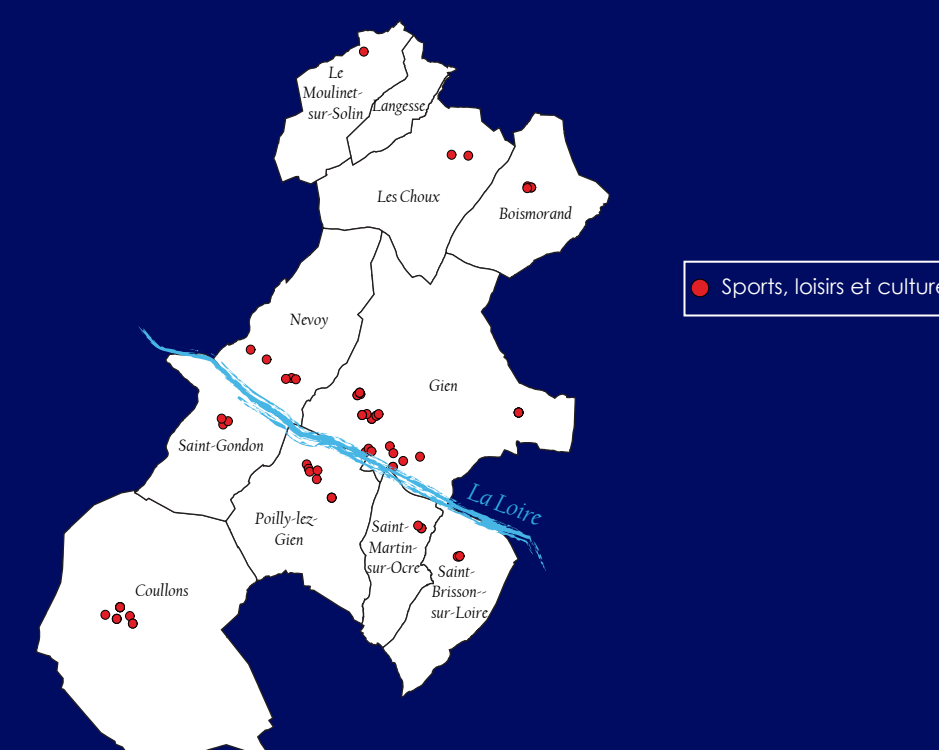 Le
Moulinet-
sur-Solin
Langesse
Les Choux
Boismorand
Sports, loisirs et culture
Nevoy
Gien
Saint-Gondon
La Loire
Poilly-lez-
Gien
Saint-
Martin-
sur-Ocre
Saint-
Brisson--
sur-Loire
Coullons